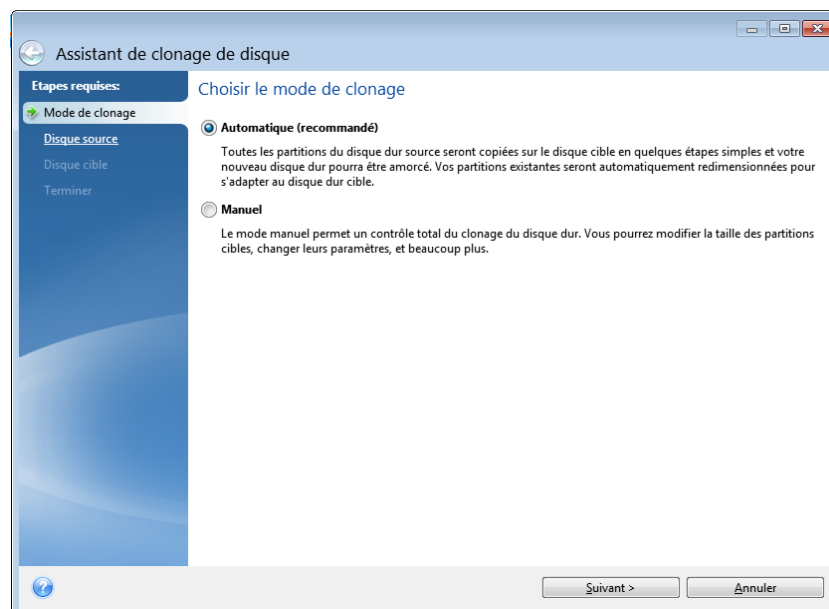 Assistant de clonage de disque
Etapes requises:
Mode de clonage
Disque source
Disque cible
Terminer
Choisir le mode de clonage
Automatique (recommandé)
Toutes les partitions du disque dur source seront copiées sur le disque cible en quelques étapes simples et votre
nouveau disque dur pourra être amorcé. Vos partitions existantes seront automatiquement redimensionnées pour
s'adapter au disque dur cible.
Manuel
Le mode manuel permet un contrôle total du clonage du disque dur. Vous pourrez modifier la taille des partitions
cibles, changer leurs paramètres, et beaucoup plus.
Suivant >
Annuler